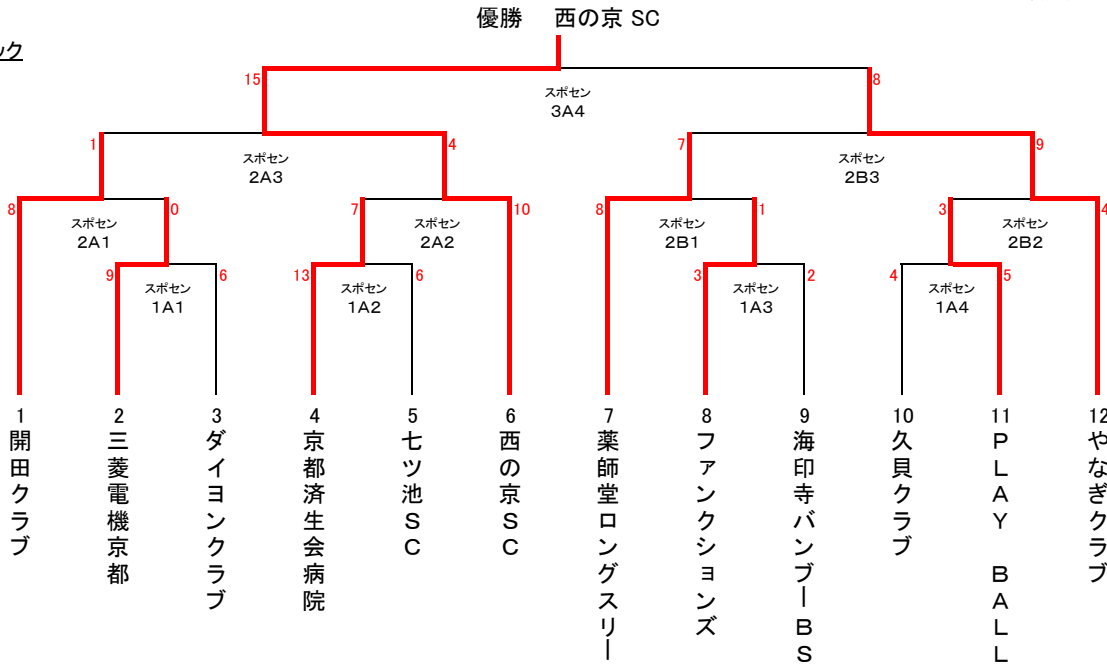 優勝 西の京 SC
ック
15 8
スポセン
3A4
1 4 7 9
スポセン
2A3
スポセン
2B3
8 0 7 10 8 1 3 4
スポセン
2A1
スポセン
2A2
スポセン
2B1
スポセン
2B2
9 6 13 6 3 2 4 5
スポセン
1A1
スポセン
1A2
スポセン
1A3
スポセン
1A4
1 2 3 4 5 6 7 8 9 10 11 12
開田クラブ
三菱電機京都
ダイヨンクラブ
京都済生会病院
七ツ池SC
西の京SC
薬師堂ロングスリー
ファンクションズ
海印寺バンブーBS
久貝クラブ
PLAY BALL
やなぎクラブ